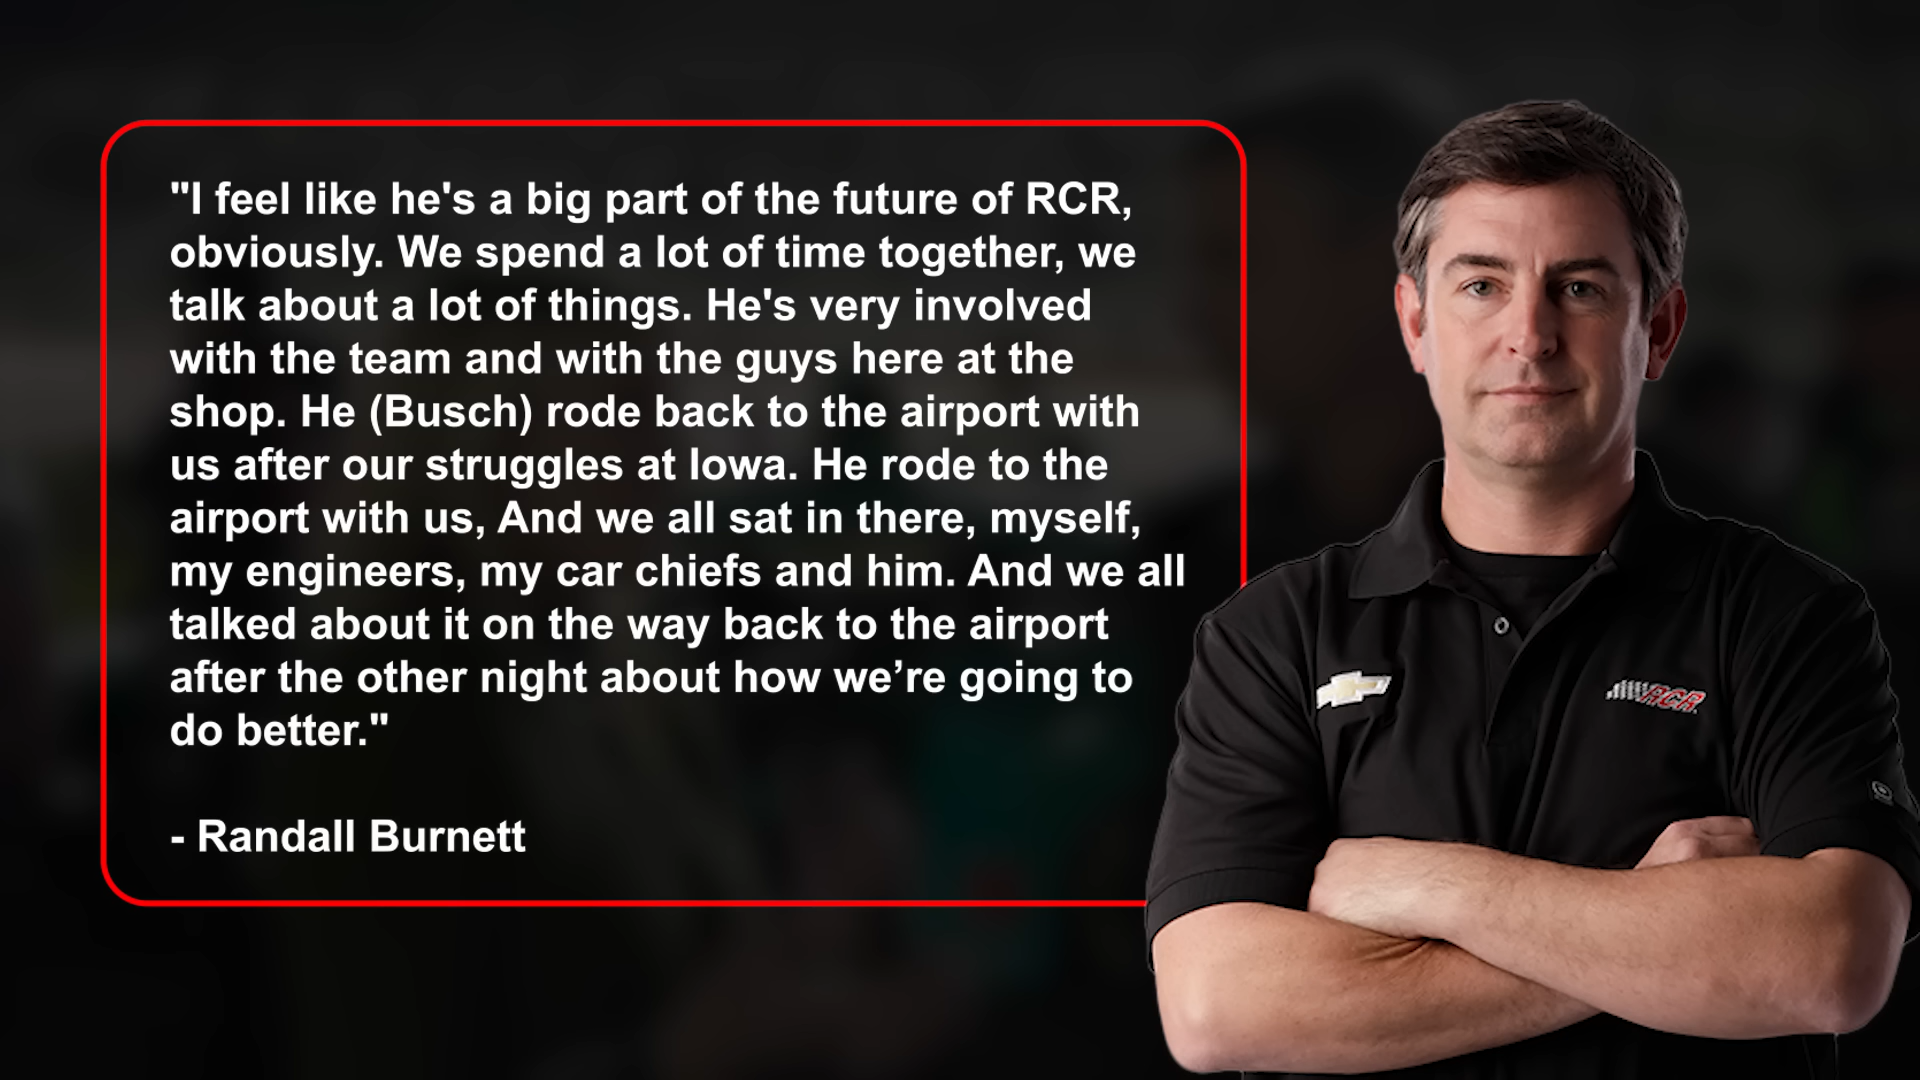 "I feel like he's a big part of the future of RCR,
obviously. We spend a lot of time together, we
talk about a lot of things. He's very involved
with the team and with the guys here at the
shop. He (Busch) rode back to the airport with
us after our struggles at Iowa. He rode to the
airport with us, And we all sat in there, myself,
my engineers, my car chiefs and him. And we all
talked about it on the way back to the airport
after the other night about how we’re going to
do better."
- Randall Burnett
RCR